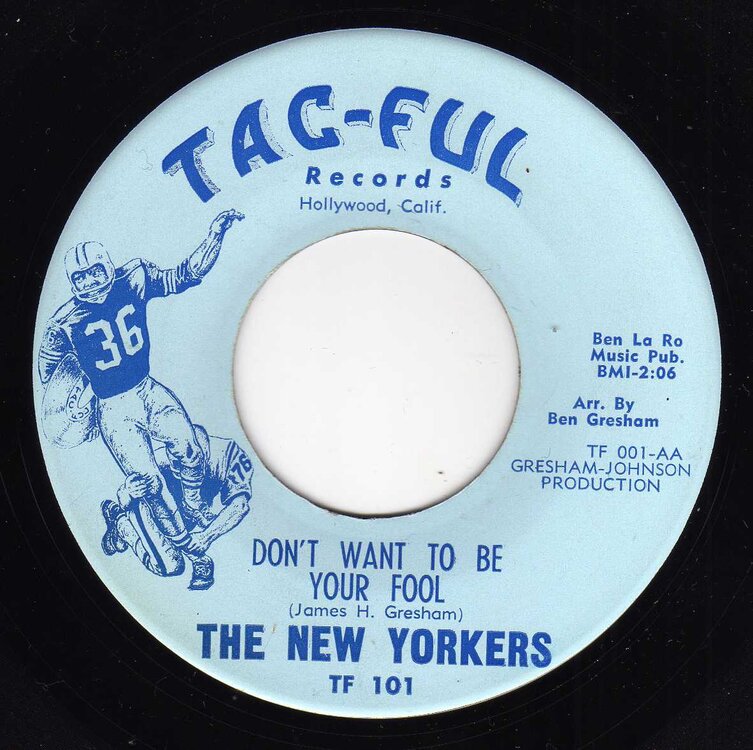 TAC-FUL
Records
Hollywood, Calif.
36
76
Ben La Ro
Music Pub.
BMI-2:06
Arr. By
Ben Gresham
TF 001-AA
GRESHAM-JOHNSON
PRODUCTION
DON'T WANT TO BE
YOUR FOOL
(James H. Gresham)
THE NEW YORKERS
TF 101